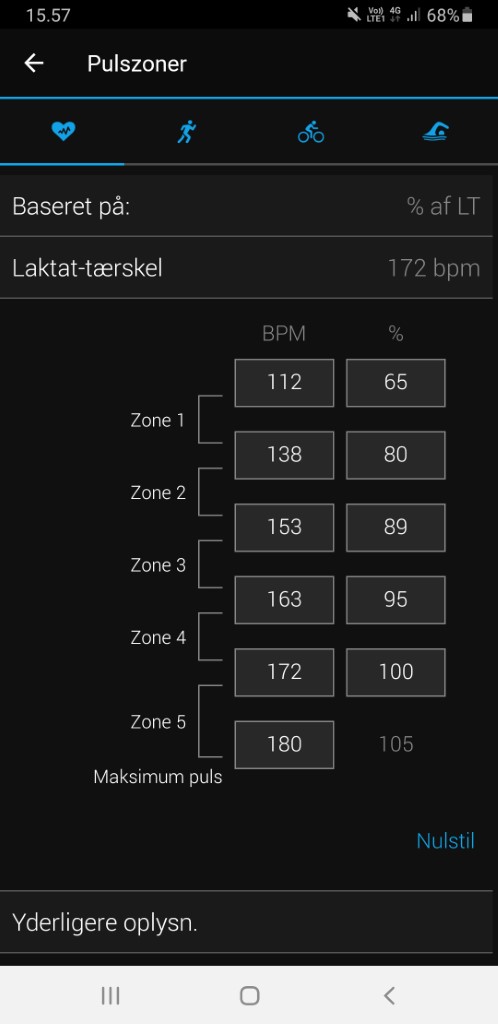 15.57
Vo)) LTE1 4G 68%
Pulszoner
Baseret på: % af LT
Laktat-tærskel 172 bpm
BPM %
112 65
Zone 1
138 80
Zone 2
153 89
Zone 3
163 95
Zone 4
172 100
Zone 5
180 105
Maksimum puls
Nulstil
Yderligere oplysn.